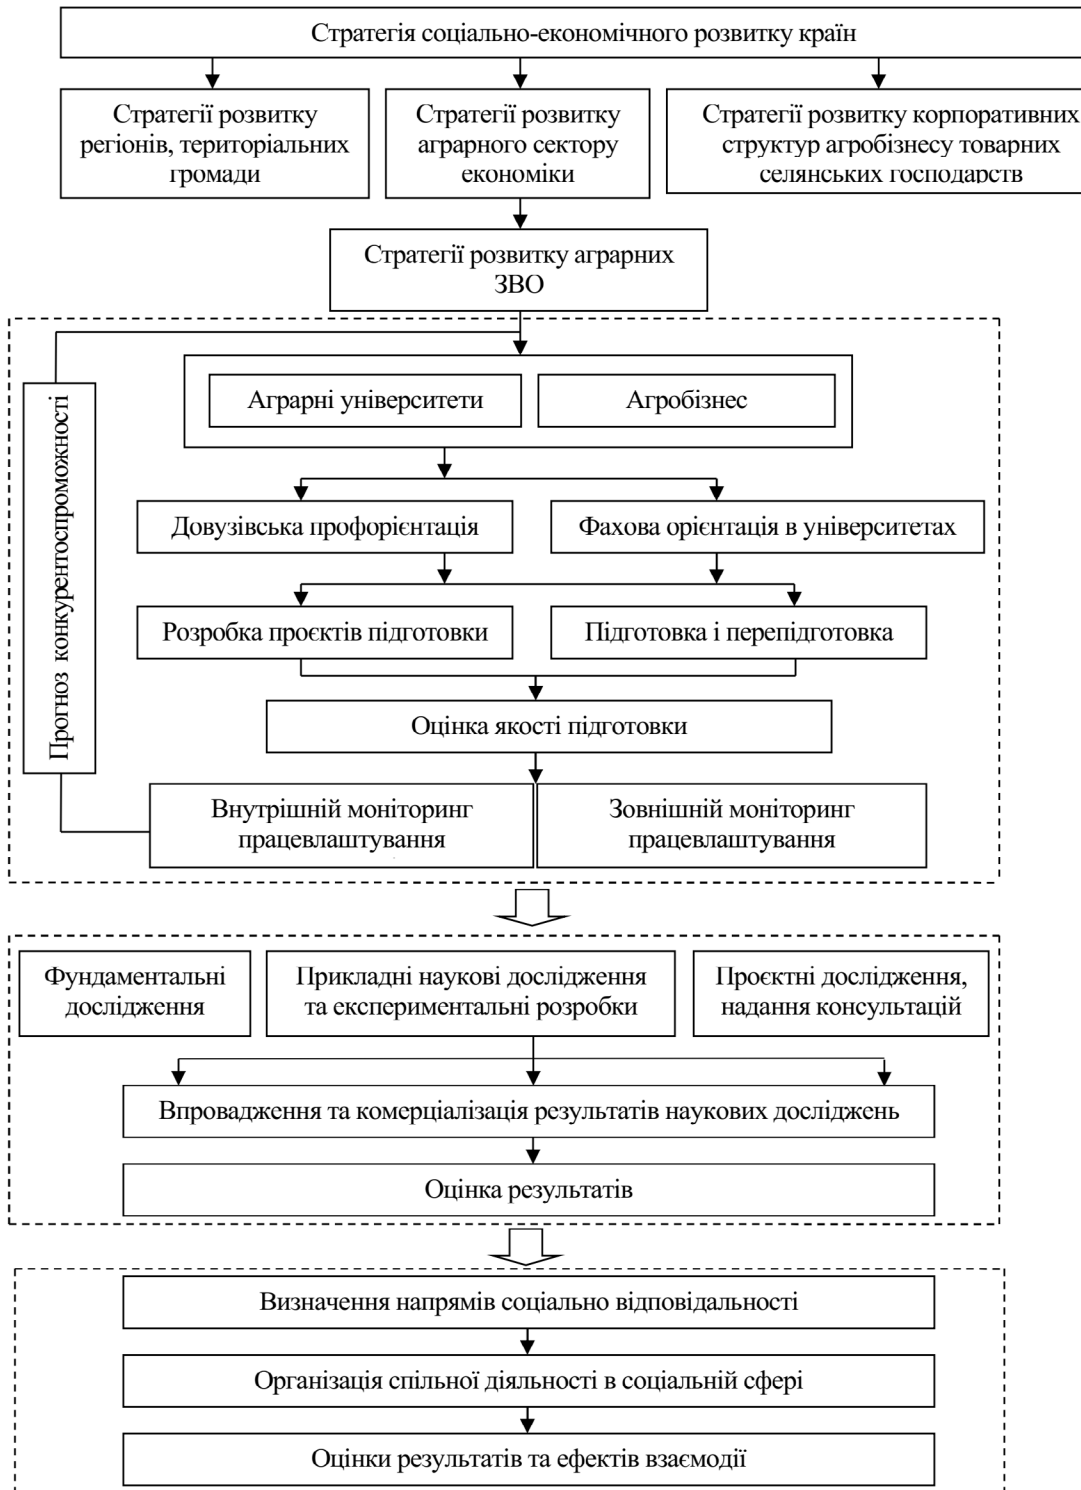 Стратегія соціально-економічного розвитку країн
Стратегії розвитку
регіонів, територіальних
громади
Стратегії розвитку
аграрного сектору
економіки
Стратегії розвитку корпоративних
структур агробізнесу товарних
селянських господарств
Стратегії розвитку аграрних
ЗВО
Прогноз конкурентоспроможності
Аграрні університети
Агробізнес
Довузівська профорієнтація
Фахова орієнтація в університетах
Розробка проєктів підготовки
Підготовка і перепідготовка
Оцінка якості підготовки
Внутрішній моніторинг
працевлаштування
Зовнішній моніторинг
працевлаштування
Фундаментальні
дослідження
Прикладні наукові дослідження
та експериментальні розробки
Проєктні дослідження,
надання консультацій
Впровадження та комерціалізація результатів наукових досліджень
Оцінка результатів
Визначення напрямів соціально відповідальності
Організація спільної діяльності в соціальній сфері
Оцінки результатів та ефектів взаємодії